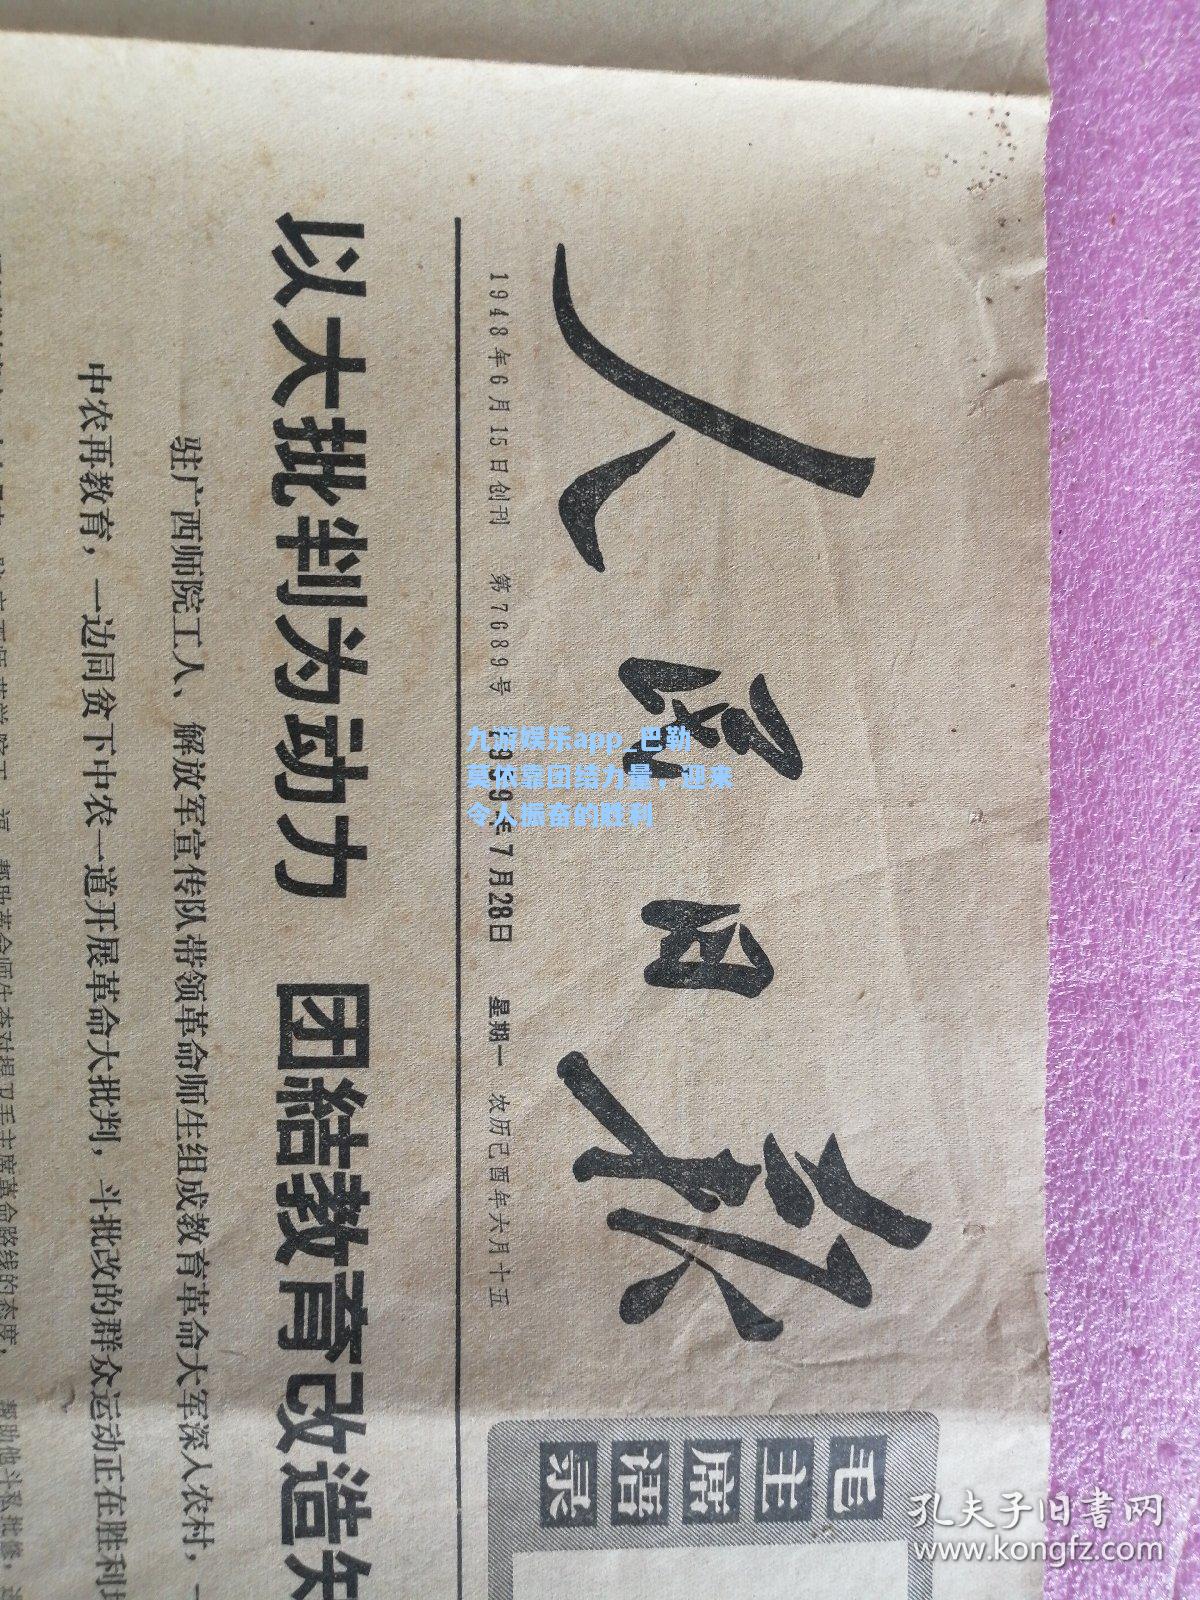 人民日报
1948年6月15日创刊 第7689号 1969年7月28日 星期一 农历己酉年六月十五
毛主席语录
以大批判为动力 团结教育改造知
驻广西师院工人、解放军宣传队带领革命师生组成教育革命大军深入农村，一
中农再教育，一边同贫下中农一道开展革命大批判，斗批改的群众运动正在胜利
九游娱乐app_巴勒
莫依靠团结力量，迎来
令人振奋的胜利
孔夫子旧書网
www.kongfz.com